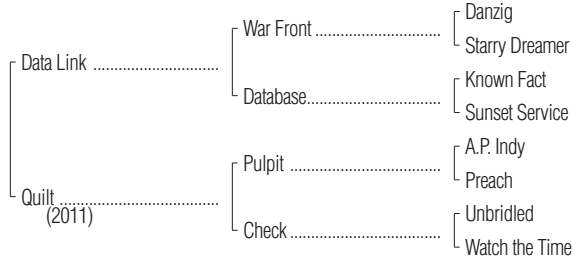 Danzig
War Front ..............................
Starry Dreamer
Data Link ..............................
Known Fact
Database...............................
Sunset Service
A.P. Indy
Pulpit ...................................
Preach
Quilt ......................................
(2011)
Unbridled
Check ...................................
Watch the Time